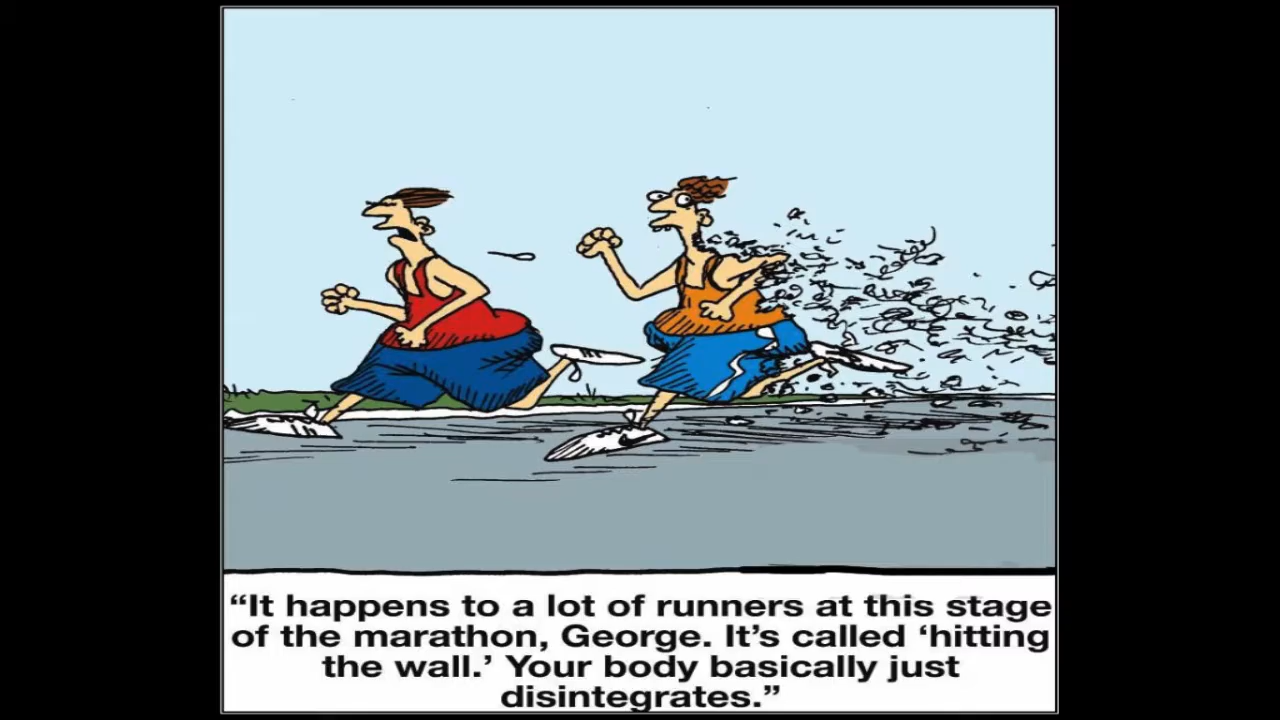 “It happens to a lot of runners at this stage
of the marathon, George. It’s called ‘hitting
the wall.’ Your body basically just
disintegrates.”